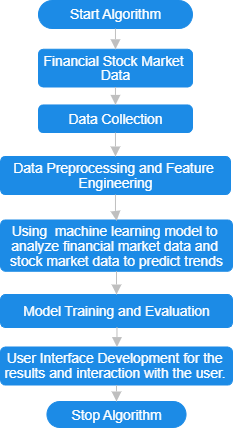 Start Algorithm
Financial Stock Market
Data
Data Collection
Data Preprocessing and Feature
Engineering
Using machine learning model to
analyze financial market data and
stock market data to predict trends
Model Training and Evaluation
User Interface Development for the
results and interaction with the user.
Stop Algorithm